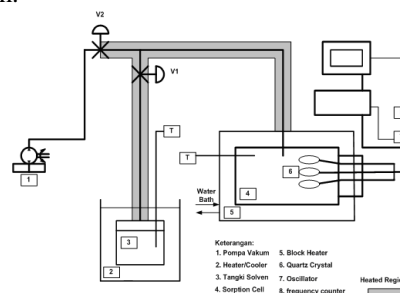 V2
V1
T
T
1
Water
Bath
4
6
5
3
2
Keterangan:
1. Pompa Vakum 5. Block Heater
2. Heater/Cooler 6. Quartz Crystal
3. Tangki Solven 7. Oscillator
4. Sorption Cell 8. frequency counter
Heated Regi